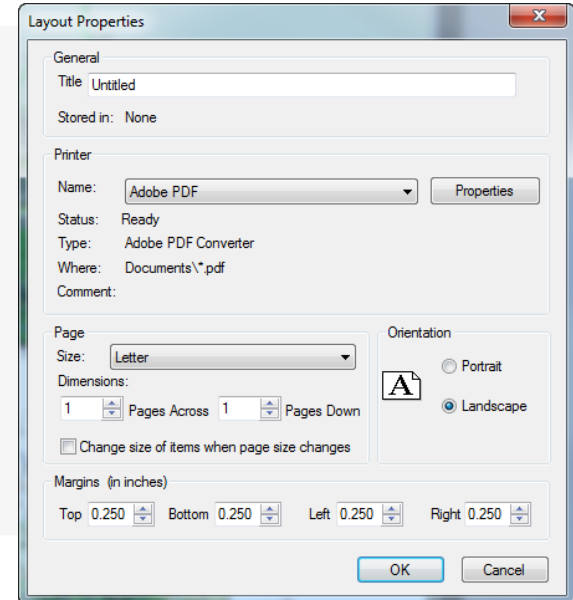 Layout Properties
General
Title Untitled
Stored in: None
Printer
Name: Adobe PDF Properties
Status: Ready
Type: Adobe PDF Converter
Where: Documents\*.pdf
Comment:
Page
Size: Letter
Dimensions:
1 Pages Across 1 Pages Down
Change size of items when page size changes
Orientation
A
Portrait
Landscape
Margins (in inches)
Top 0.250 Bottom 0.250 Left 0.250 Right 0.250
OK Cancel